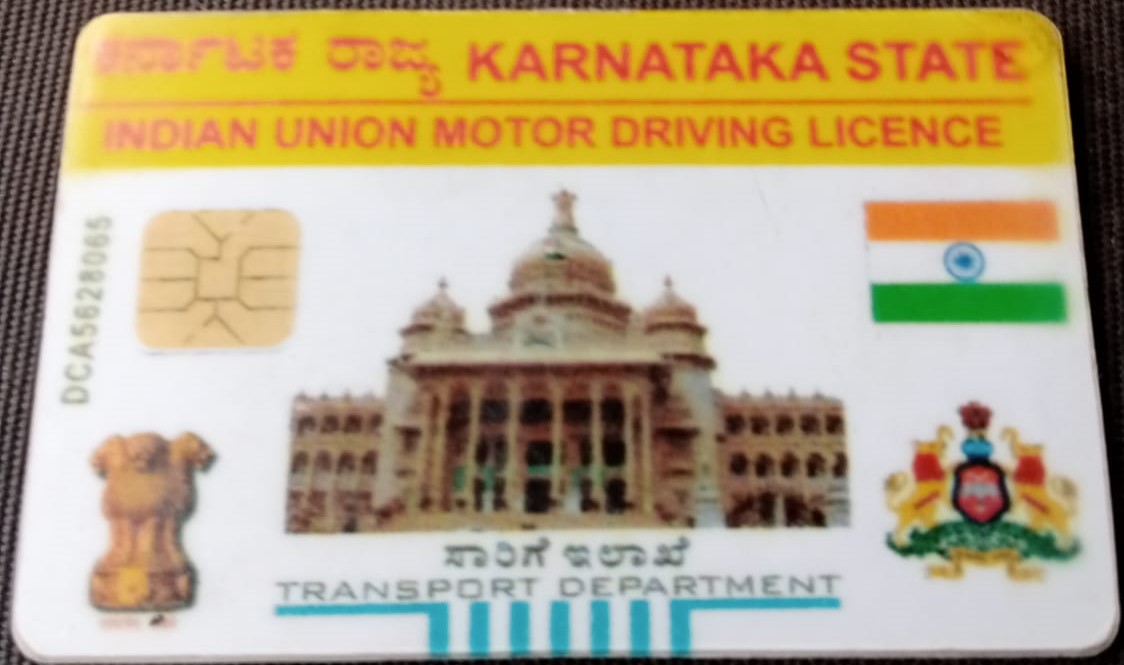 ಕರ್ನಾಟಕ ರಾಜ್ಯ KARNATAKA STATE
INDIAN UNION MOTOR DRIVING LICENCE
DCA5628065
ಸಾರಿಗೆ ಇಲಾಖೆ
TRANSPORT DEPARTMENT